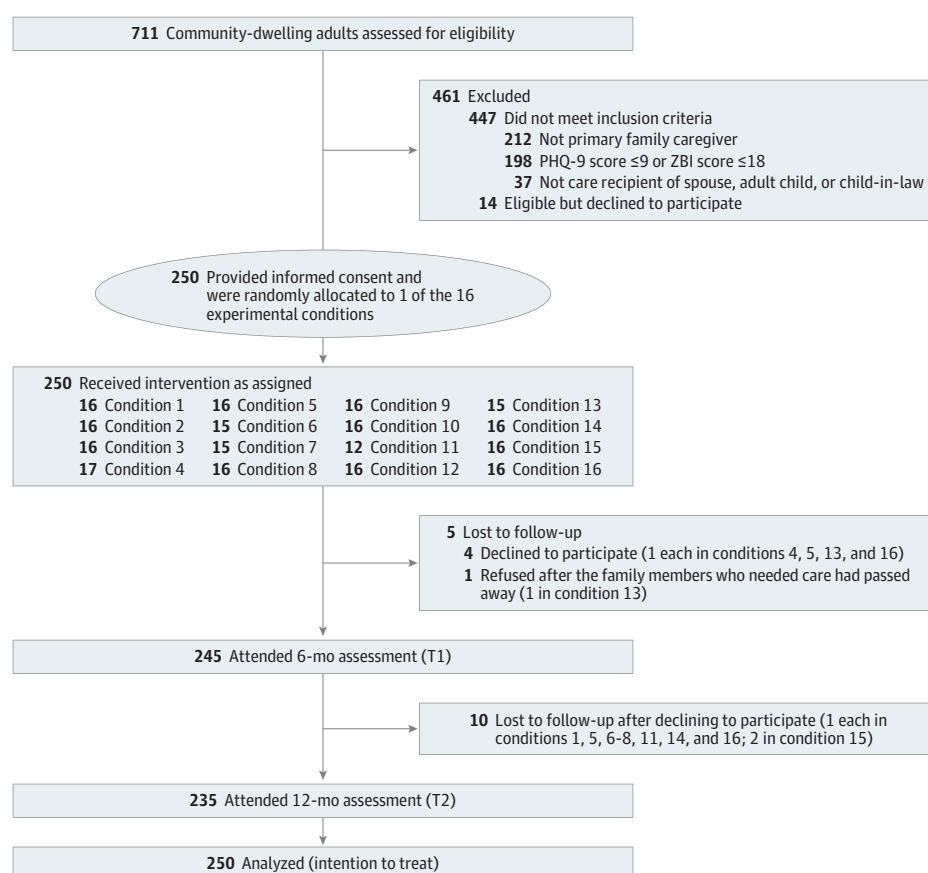 711 Community-dwelling adults assessed for eligibility
461 Excluded
447 Did not meet inclusion criteria
212 Not primary family caregiver
198 PHQ-9 score ≤9 or ZBI score ≤18
37 Not care recipient of spouse, adult child, or child-in-law
14 Eligible but declined to participate
250 Provided informed consent and
were randomly allocated to 1 of the 16
experimental conditions
250 Received intervention as assigned
16 Condition 1 16 Condition 5 16 Condition 9 15 Condition 13
16 Condition 2 15 Condition 6 16 Condition 10 16 Condition 14
16 Condition 3 15 Condition 7 12 Condition 11 16 Condition 15
17 Condition 4 16 Condition 8 16 Condition 12 16 Condition 16
5 Lost to follow-up
4 Declined to participate (1 each in conditions 4, 5, 13, and 16)
1 Refused after the family members who needed care had passed
away (1 in condition 13)
245 Attended 6-mo assessment (T1)
10 Lost to follow-up after declining to participate (1 each in
conditions 1, 5, 6-8, 11, 14, and 16; 2 in condition 15)
235 Attended 12-mo assessment (T2)
250 Analyzed (intention to treat)